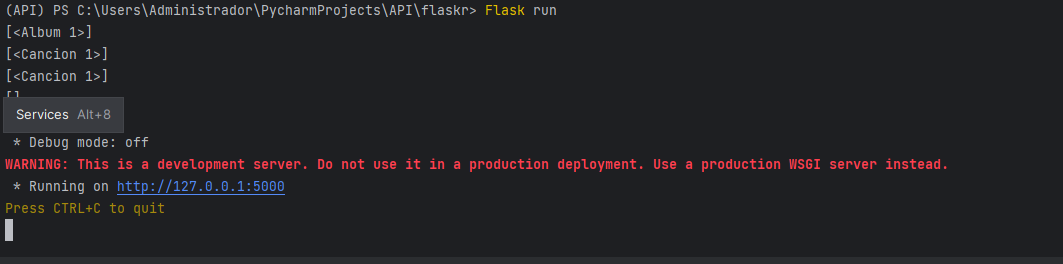 (API) PS C:\Users\Administrador\PycharmProjects\API\flaskr> Flask run
[<Album 1>]
[<Cancion 1>]
[<Cancion 1>]
Services Alt+8
* Debug mode: off
WARNING: This is a development server. Do not use it in a production deployment. Use a production WSGI server instead.
* Running on http://127.0.0.1:5000
Press CTRL+C to quit